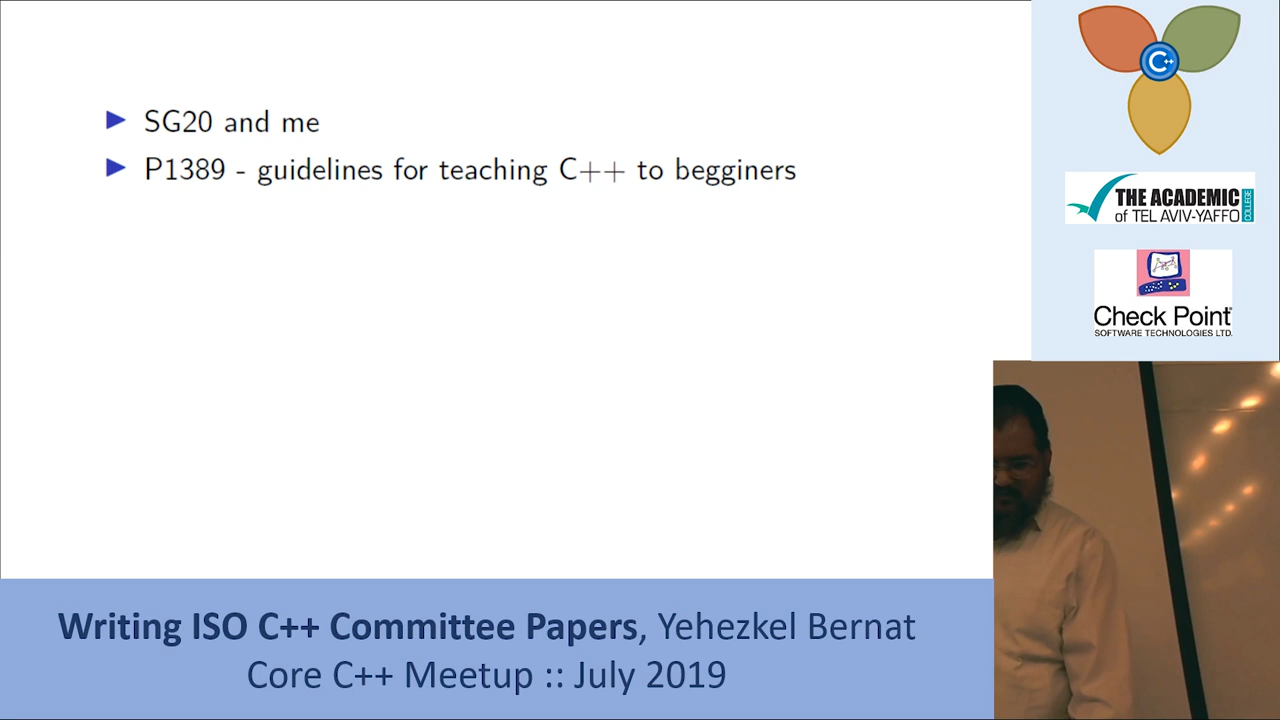 SG20 and me
P1389 - guidelines for teaching C++ to begginers
C++
THE ACADEMIC
of TEL AVIV-YAFFO
COLLEGE
Check Point
SOFTWARE TECHNOLOGIES LTD.
Writing ISO C++ Committee Papers, Yehezkel Bernat
Core C++ Meetup :: July 2019